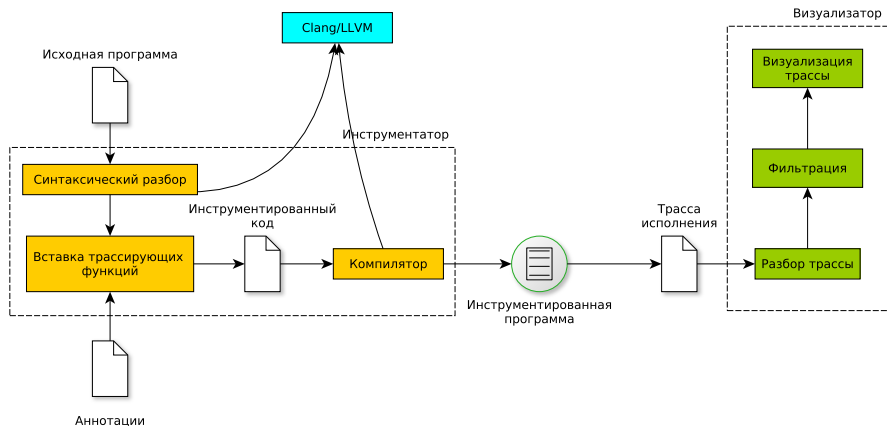 Визуализатор
Clang/LLVM
Исходная программа
Визуализация
трассы
Инструментатор
Фильтрация
Синтаксический разбор
Инструментированный
код
Трасса
исполнения
Вставка трассирующих
функций
Компилятор
Разбор трассы
Инструментированная
программа
Аннотации